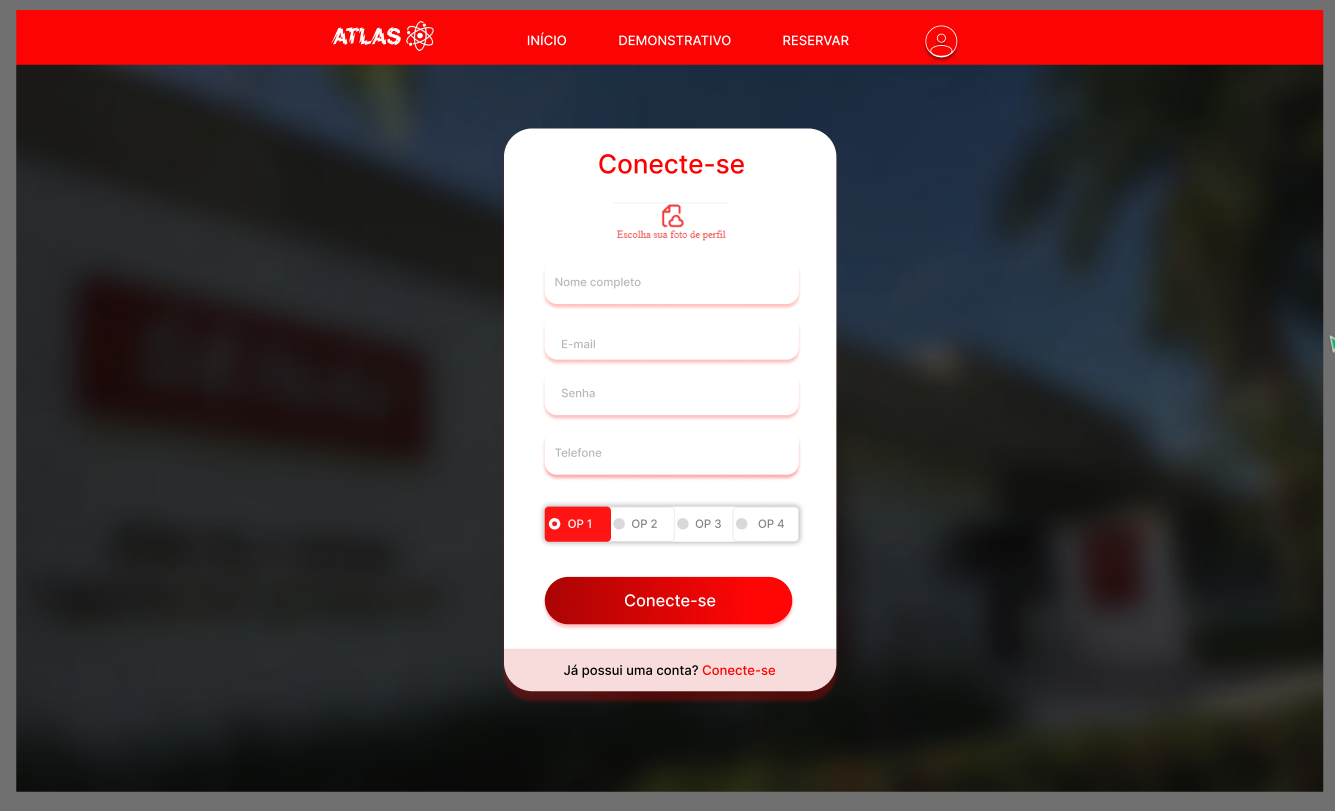 ATLAS
INÍCIO DEMONSTRATIVO RESERVAR
Conecte-se
Escolha sua foto de perfil
Nome completo
E-mail
Senha
Telefone
OP 1 OP 2 OP 3 OP 4
Conecte-se
Já possui uma conta? Conecte-se